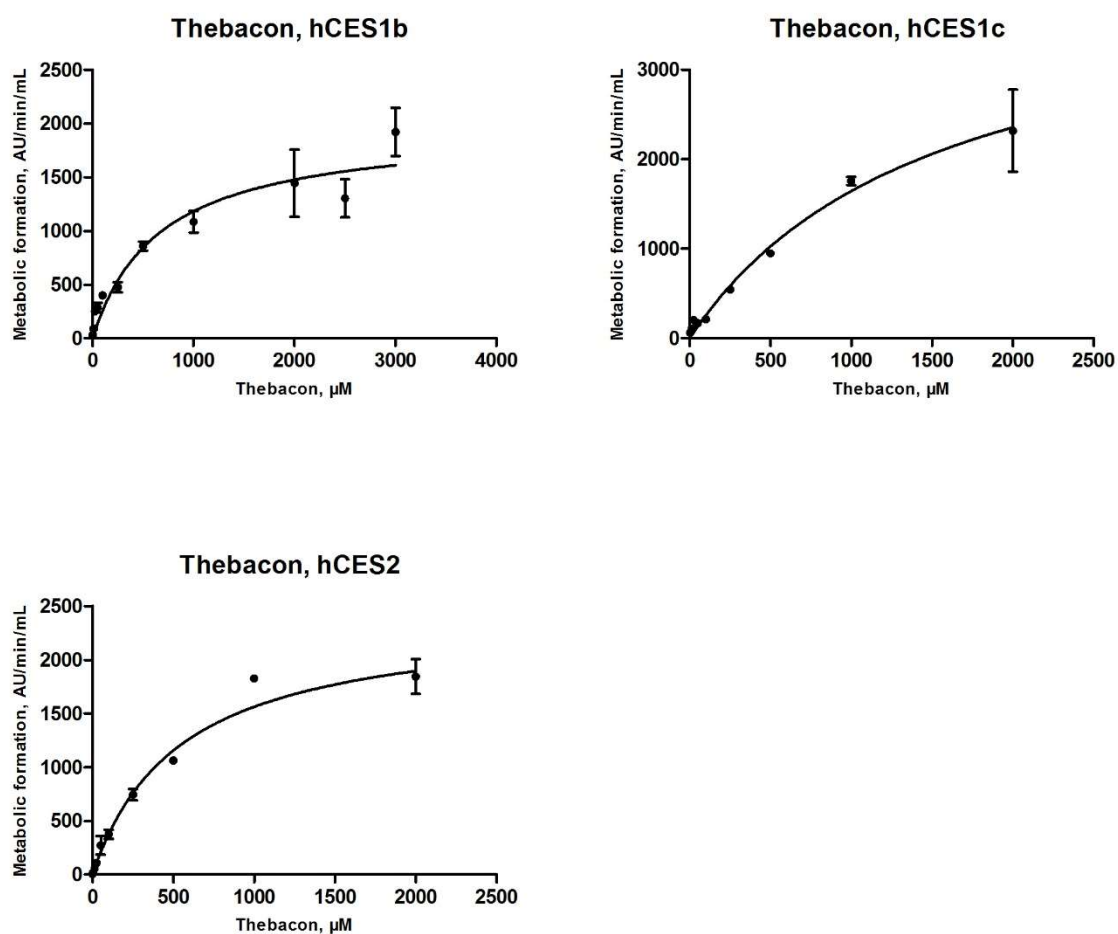 Thebacon, hCES1b
Metabolic formation, AU/min/mL
2500
2000
1500
1000
500
0
0 1000 2000 3000 4000
Thebacon, µM
Thebacon, hCES1c
Metabolic formation, AU/min/mL
3000
2000
1000
0
0 500 1000 1500 2000 2500
Thebacon, µM
Thebacon, hCES2
Metabolic formation, AU/min/mL
2500
2000
1500
1000
500
0
0 500 1000 1500 2000 2500
Thebacon, µM